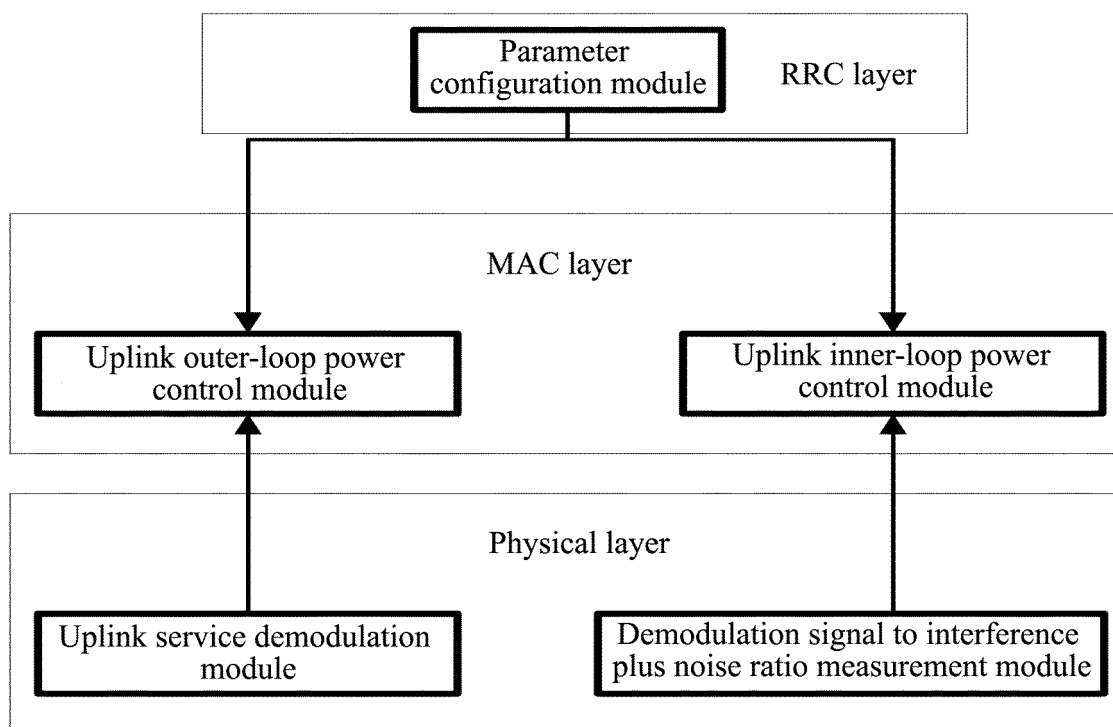 Parameter
configuration module
RRC layer
MAC layer
Uplink outer-loop power
control module
Uplink inner-loop power
control module
Physical layer
Uplink service demodulation
module
Demodulation signal to interference
plus noise ratio measurement module